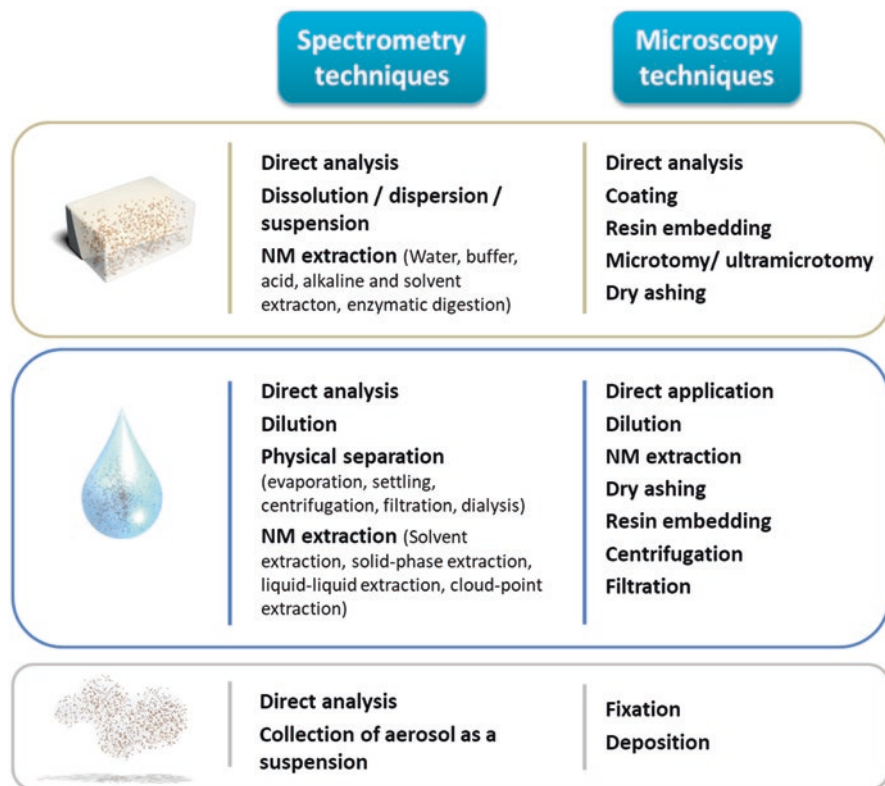 Spectrometry
techniques
Microscopy
techniques
Direct analysis
Dissolution / dispersion /
suspension
NM extraction (Water, buffer,
acid, alkaline and solvent
extracton, enzymatic digestion)
Direct analysis
Coating
Resin embedding
Microtomy/ ultramicrotomy
Dry ashing
Direct analysis
Dilution
Physical separation
(evaporation, settling,
centrifugation, filtration, dialysis)
NM extraction (Solvent
extraction, solid-phase extraction,
liquid-liquid extraction, cloud-point
extraction)
Direct application
Dilution
NM extraction
Dry ashing
Resin embedding
Centrifugation
Filtration
Direct analysis
Collection of aerosol as a
suspension
Fixation
Deposition